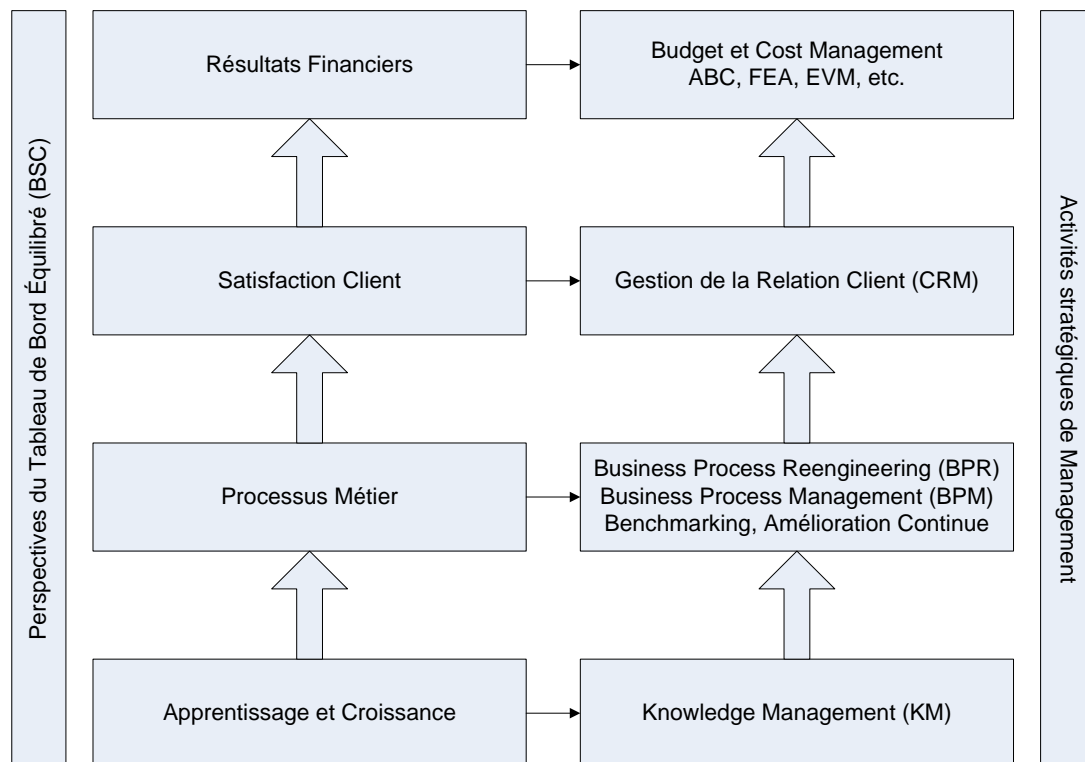 Perspectives du Tableau de Bord Équilibré (BSC)
Résultats Financiers
Budget et Cost Management
ABC, FEA, EVM, etc.
Satisfaction Client
Gestion de la Relation Client (CRM)
Processus Métier
Business Process Reengineering (BPR)
Business Process Management (BPM)
Benchmarking, Amélioration Continue
Apprentissage et Croissance
Knowledge Management (KM)
Activités stratégiques de Management